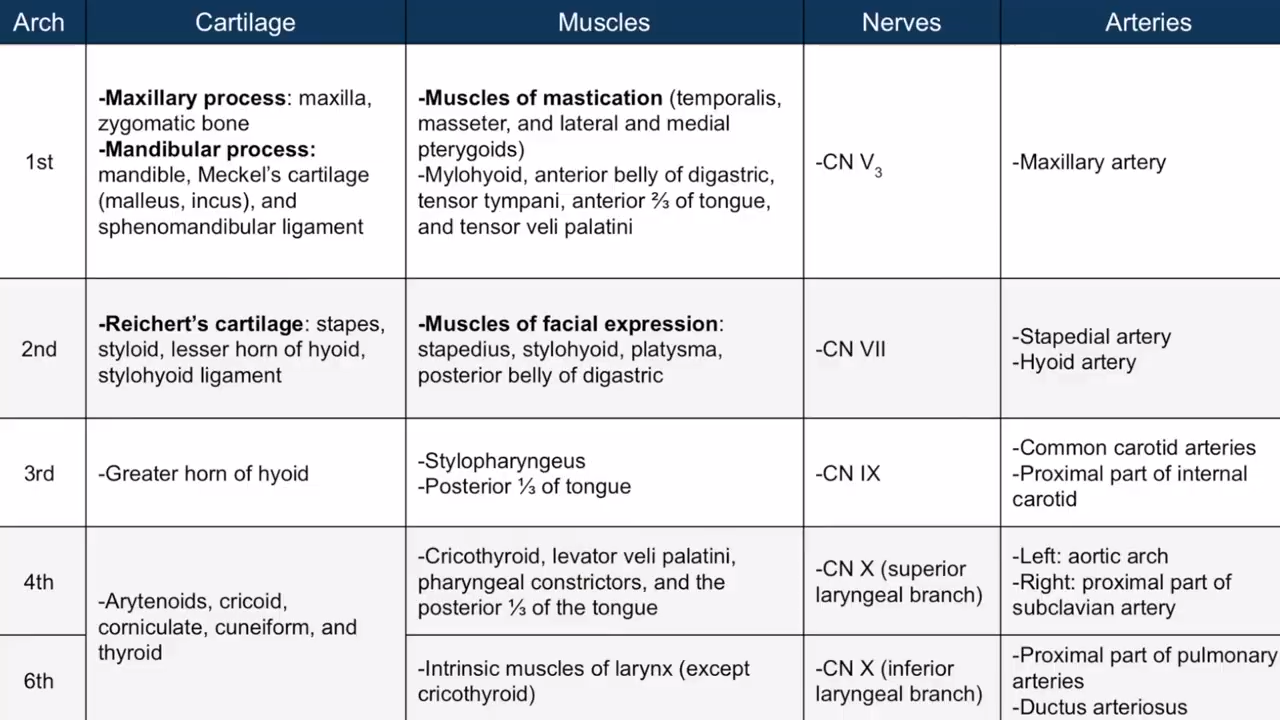 Arch Cartilage Muscles Nerves Arteries
1st
-Maxillary process: maxilla,
zygomatic bone
-Mandibular process:
mandible, Meckel’s cartilage
(malleus, incus), and
sphenomandibular ligament
-Muscles of mastication (temporalis,
masseter, and lateral and medial
pterygoids)
-Mylohyoid, anterior belly of digastric,
tensor tympani, anterior ⅔ of tongue,
and tensor veli palatini
-CN V3
-Maxillary artery
2nd
-Reichert’s cartilage: stapes,
styloid, lesser horn of hyoid,
stylohyoid ligament
-Muscles of facial expression:
stapedius, stylohyoid, platysma,
posterior belly of digastric
-CN VII
-Stapedial artery
-Hyoid artery
3rd
-Greater horn of hyoid
-Stylopharyngeus
-Posterior ⅓ of tongue
-CN IX
-Common carotid arteries
-Proximal part of internal
carotid
4th
-Arytenoids, cricoid,
corniculate, cuneiform, and
thyroid
-Cricothyroid, levator veli palatini,
pharyngeal constrictors, and the
posterior ⅓ of the tongue
-CN X (superior
laryngeal branch)
-Left: aortic arch
-Right: proximal part of
subclavian artery
6th
-Intrinsic muscles of larynx (except
cricothyroid)
-CN X (inferior
laryngeal branch)
-Proximal part of pulmonary
arteries
-Ductus arteriosus